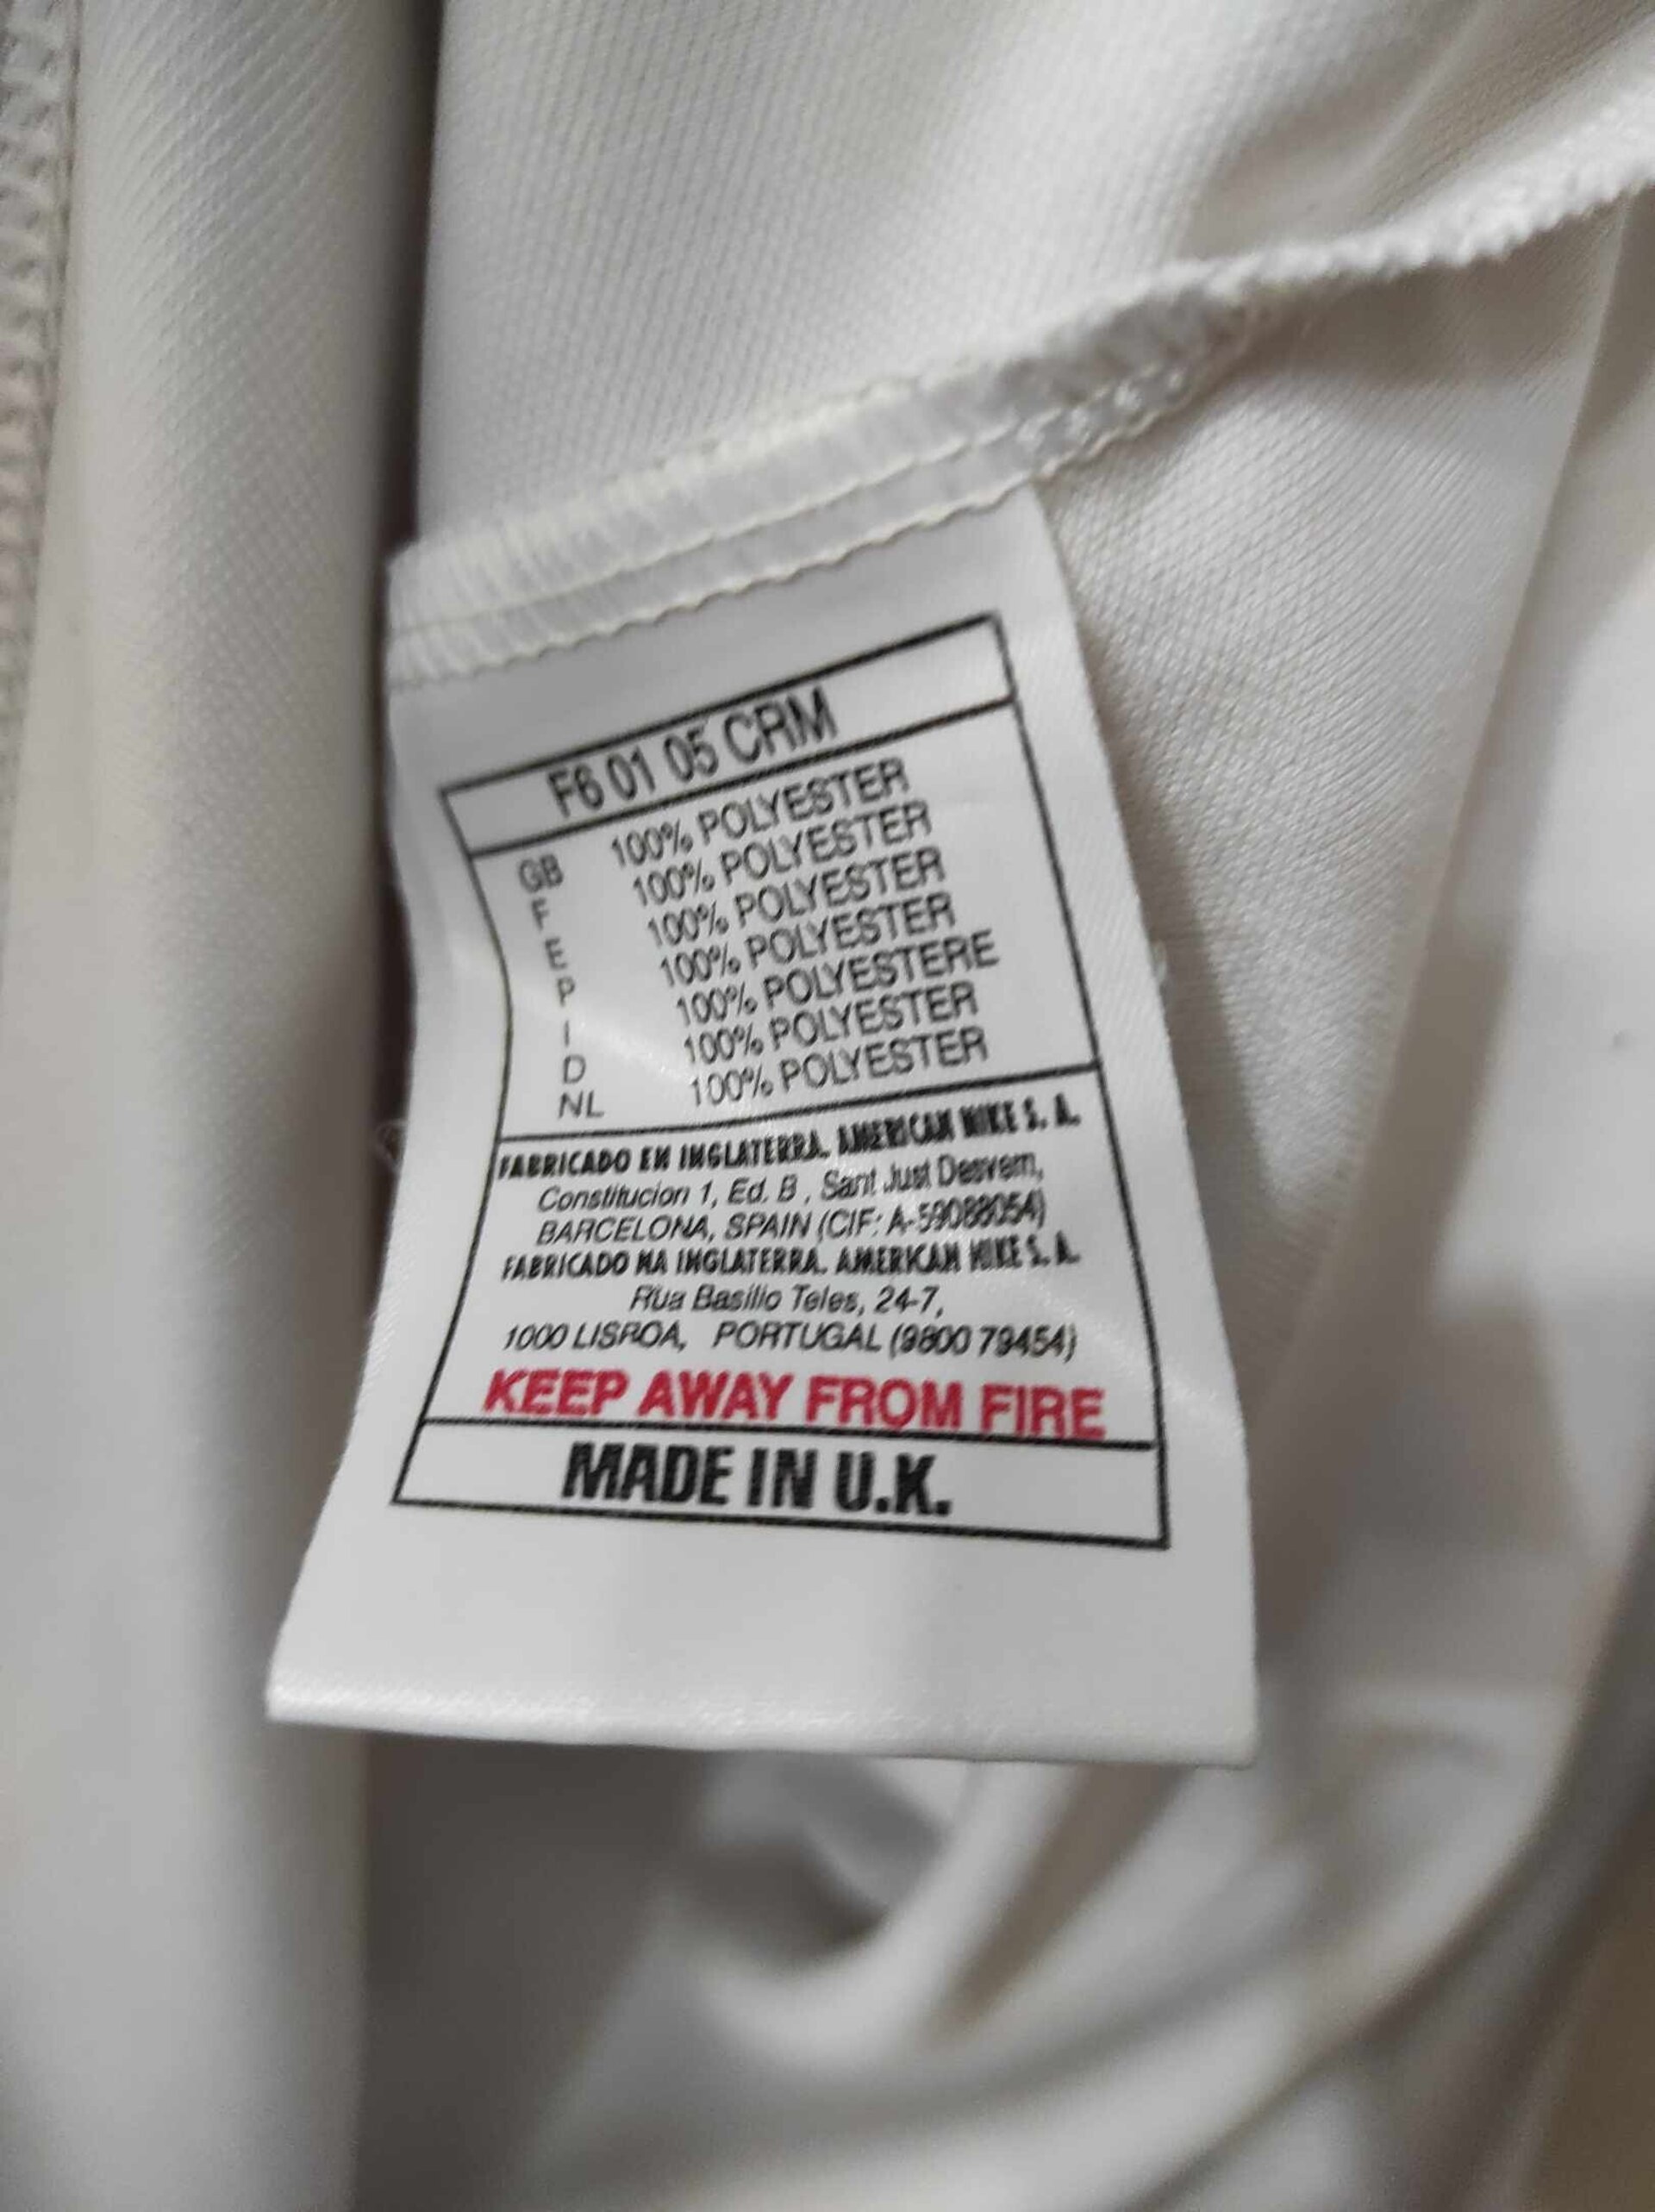 F6 01 05 CRM
GB 100% POLYESTER
F 100% POLYESTER
E 100% POLYESTER
P 100% POLYESTER
I 100% POLYESTERE
D 100% POLYESTER
NL 100% POLYESTER
FABRICADO EN INGLATERRA. AMERICAN NIKE S. A.
Constitucion 1, Ed. B, Sant Just Desvern,
BARCELONA, SPAIN (CIF: A-59088054)
FABRICADO NA INGLATERRA. AMERICAN NIKE S. A.
Rua Basilio Teles, 24-7,
1000 LISBOA, PORTUGAL (9800 79454)
KEEP AWAY FROM FIRE
MADE IN U.K.